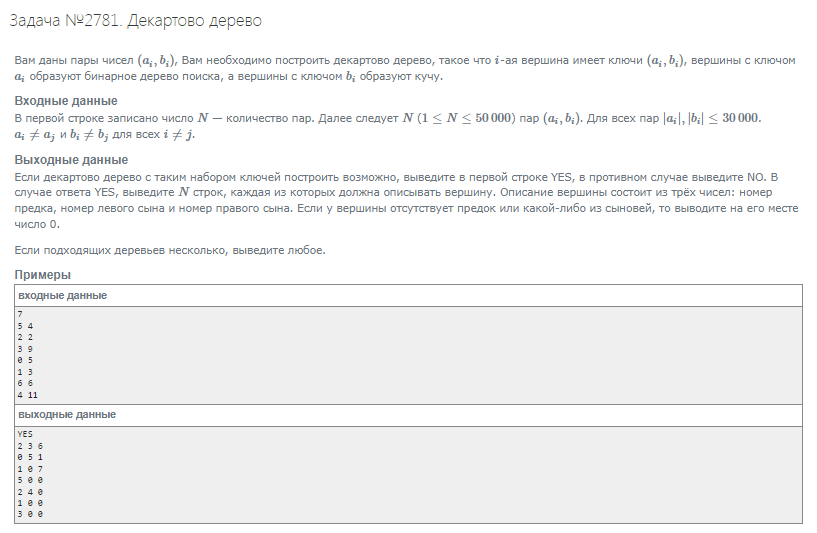 Задача №2781. Декартово дерево
Вам даны пары чисел (aᵢ, bᵢ), Вам необходимо построить декартово дерево, такое что i-ая вершина имеет ключи (aᵢ, bᵢ), вершины с ключом
aᵢ образуют бинарное дерево поиска, а вершины с ключом bᵢ образуют кучу.
Входные данные
В первой строке записано число N — количество пар. Далее следует N (1 ≤ N ≤ 50 000) пар (aᵢ, bᵢ). Для всех пар |aᵢ|, |bᵢ| ≤ 30 000.
aᵢ ≠ aⱼ и bᵢ ≠ bⱼ для всех i ≠ j.
Выходные данные
Если декартово дерево с таким набором ключей построить возможно, выведите в первой строке YES, в противном случае выведите NO. В
случае ответа YES, выведите N строк, каждая из которых должна описывать вершину. Описание вершины состоит из трёх чисел: номер
предка, номер левого сына и номер правого сына. Если у вершины отсутствует предок или какой-либо из сыновей, то выводите на его месте
число 0.
Если подходящих деревьев несколько, выведите любое.
Примеры
входные данные
7
5 4
2 2
3 9
0 5
1 3
6 6
4 11
выходные данные
YES
2 3 6
0 5 1
1 0 7
5 0 0
2 4 0
1 0 0
3 0 0